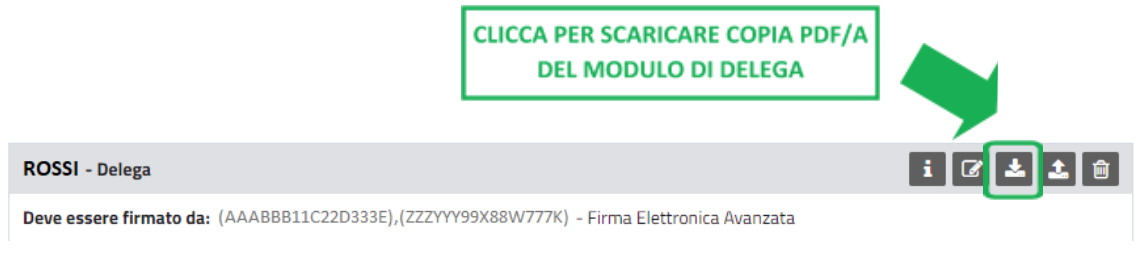 CLICCA PER SCARICARE COPIA PDF/A
DEL MODULO DI DELEGA
ROSSI - Delega
Deve essere firmato da: (AAABBB11C22D333E),(ZZZYYY99X88W777K) - Firma Elettronica Avanzata